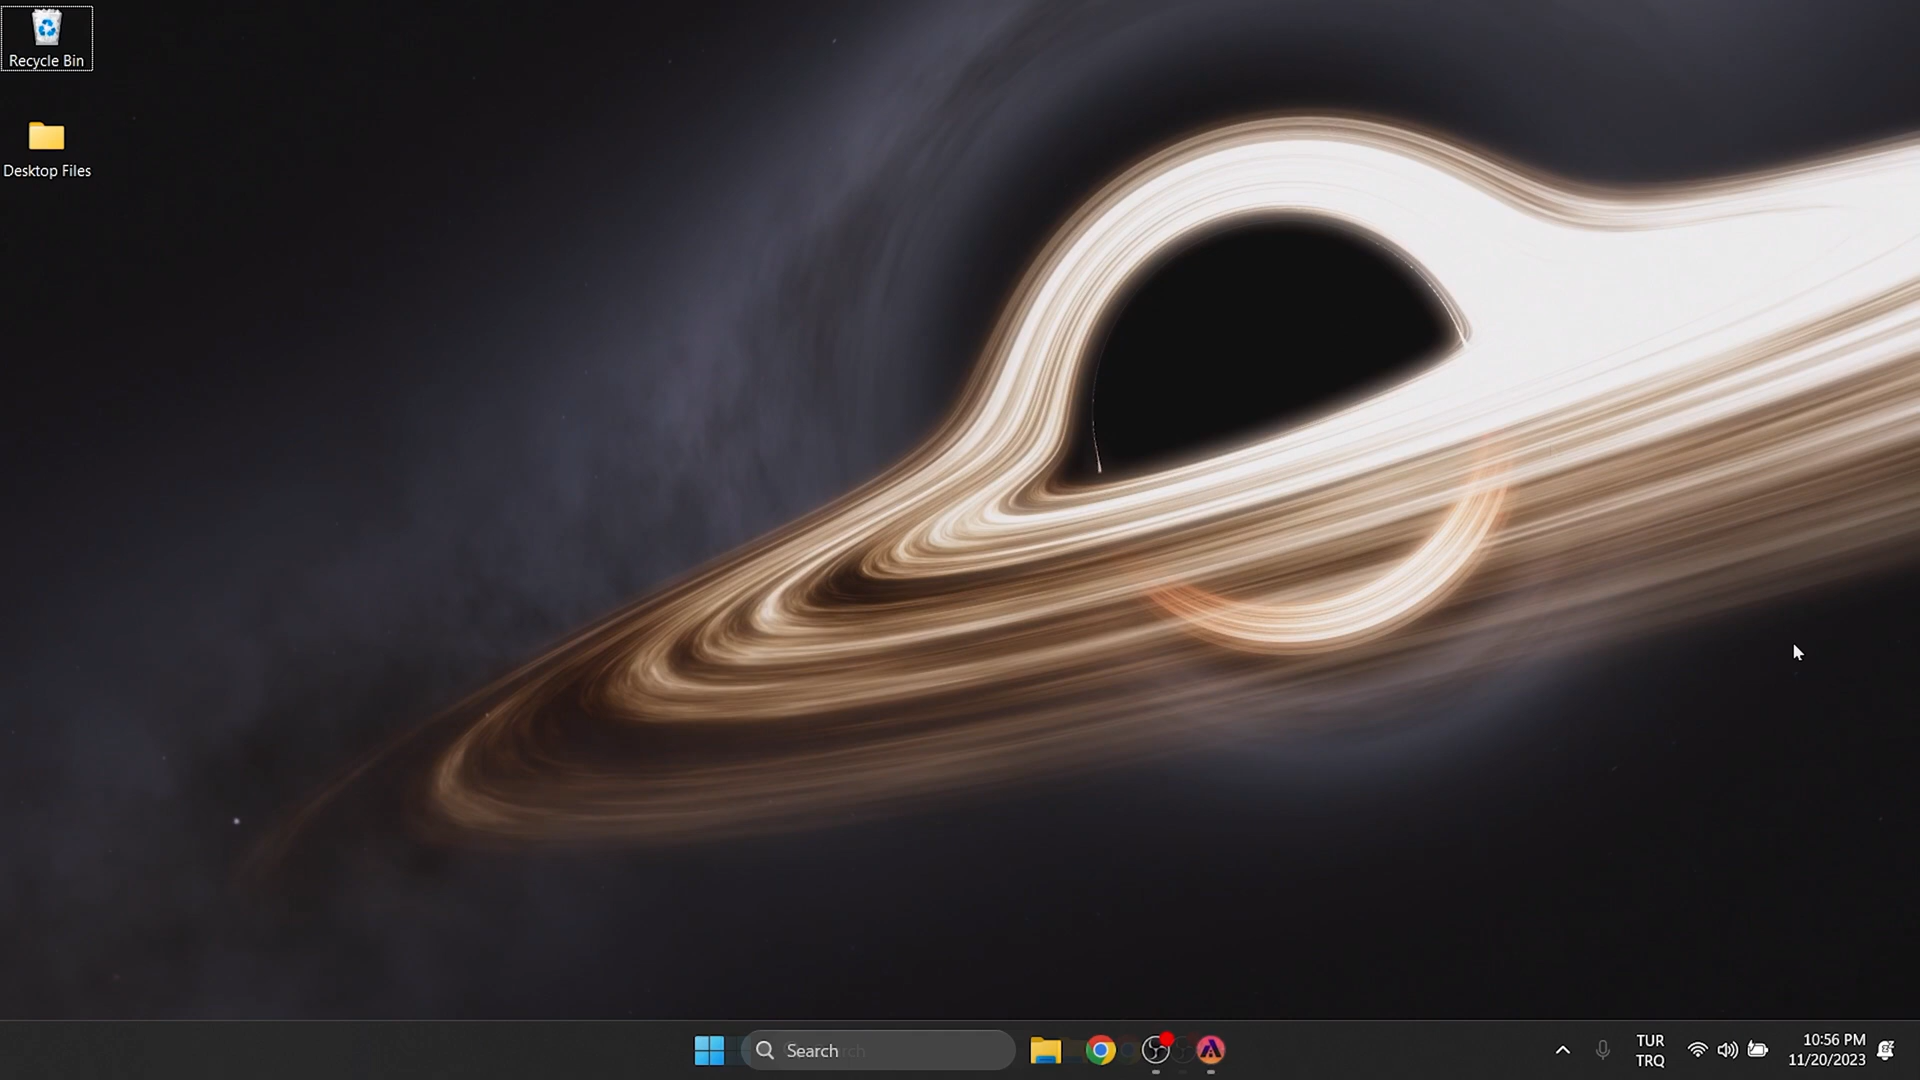 Recycle Bin
Desktop Files
Search
TUR
TRQ
10:56 PM
11/20/2023